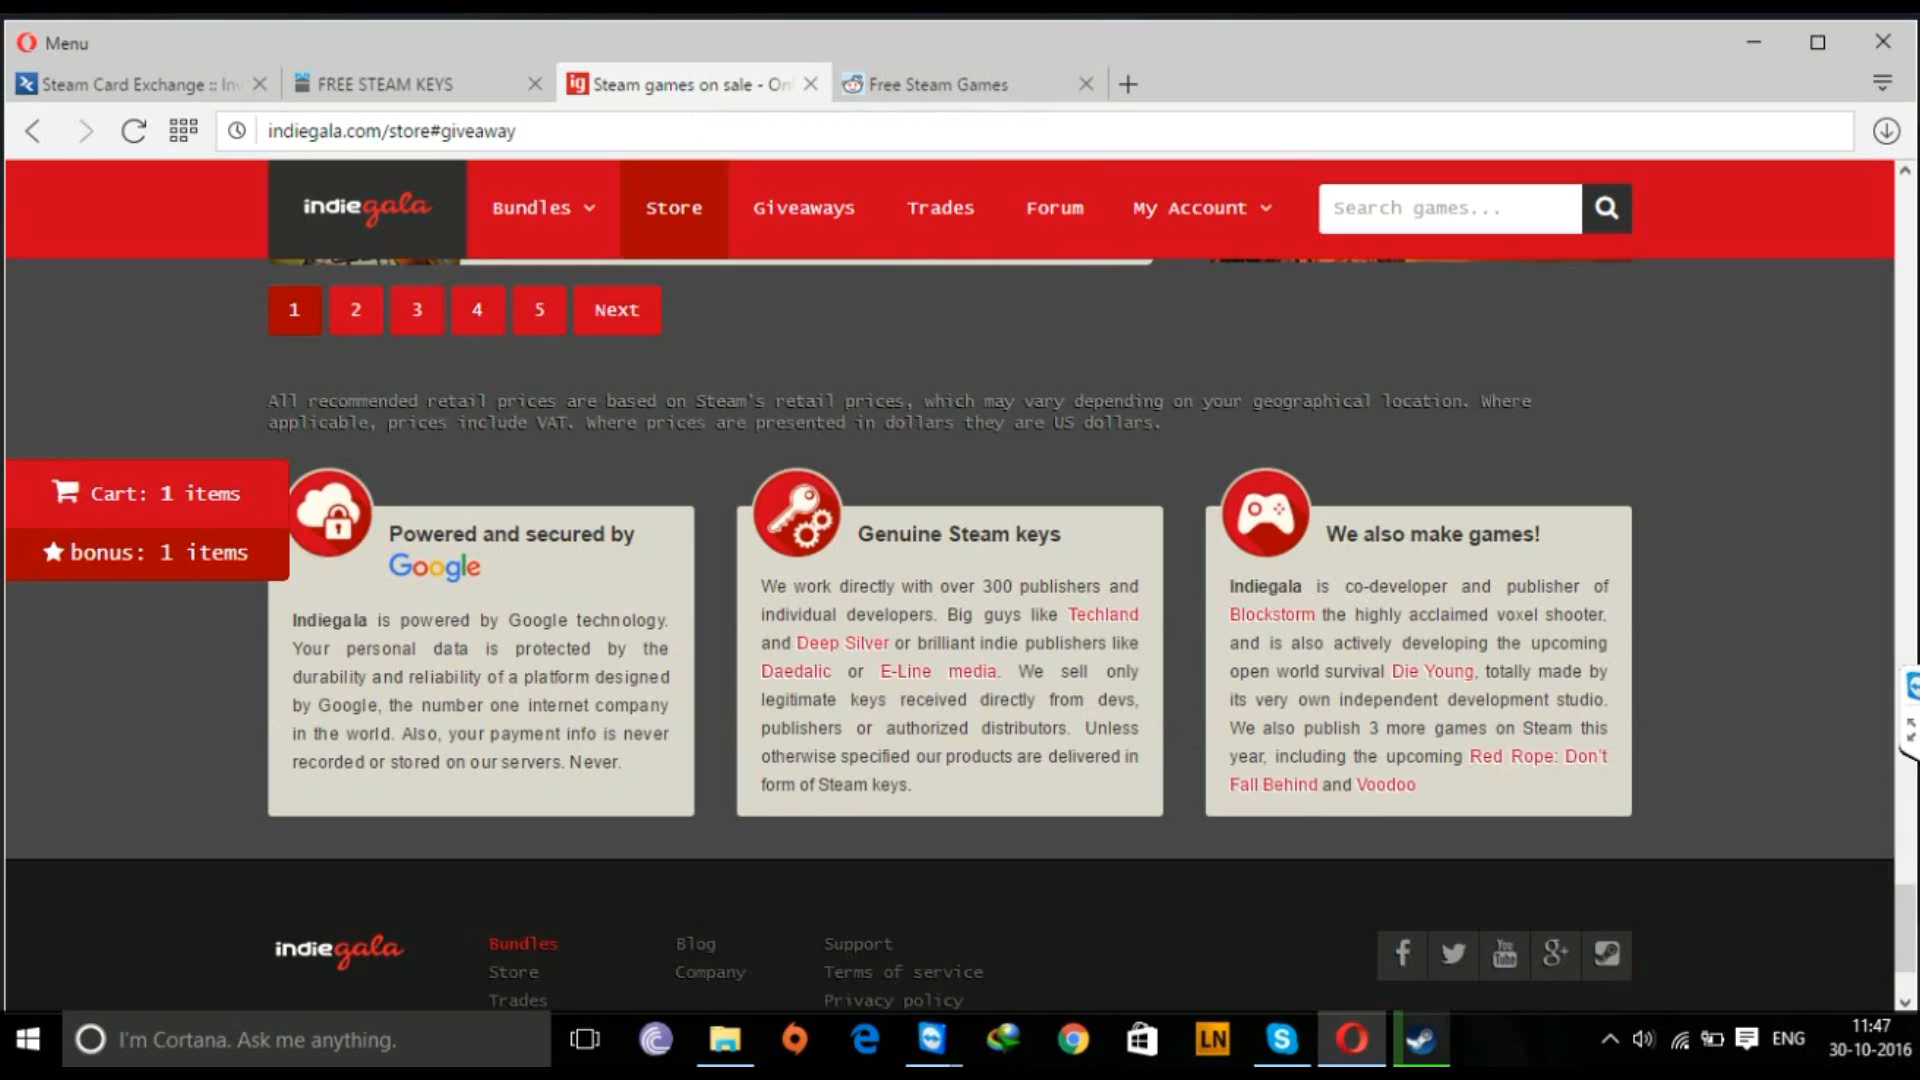 Menu
Steam Card Exchange :: Inv
FREE STEAM KEYS
Steam games on sale - On
Free Steam Games
indiegala.com/store#giveaway
indiegala
Bundles
Store
Giveaways
Trades
Forum
My Account
Search games...
1
2
3
4
5
Next
All recommended retail prices are based on Steam's retail prices, which may vary depending on your geographical location. Where
applicable, prices include VAT. Where prices are presented in dollars they are US dollars.
Cart: 1 items
bonus: 1 items
Powered and secured by
Google
Indiegala is powered by Google technology.
Your personal data is protected by the
durability and reliability of a platform designed
by Google, the number one internet company
in the world. Also, your payment info is never
recorded or stored on our servers. Never.
Genuine Steam keys
We work directly with over 300 publishers and
individual developers. Big guys like Techland
and Deep Silver or brilliant indie publishers like
Daedalic or E-Line media. We sell only
legitimate keys received directly from devs,
publishers or authorized distributors. Unless
otherwise specified our products are delivered in
form of Steam keys.
We also make games!
Indiegala is co-developer and publisher of
Blockstorm the highly acclaimed voxel shooter,
and is also actively developing the upcoming
open world survival Die Young, totally made by
its very own independent development studio.
We also publish 3 more games on Steam this
year, including the upcoming Red Rope: Don't
Fall Behind and Voodoo
indiegala
Bundles
Store
Trades
Blog
Company
Support
Terms of service
Privacy policy
You
Tube
g+
I'm Cortana. Ask me anything.
LN
ENG
11:47
30-10-2016